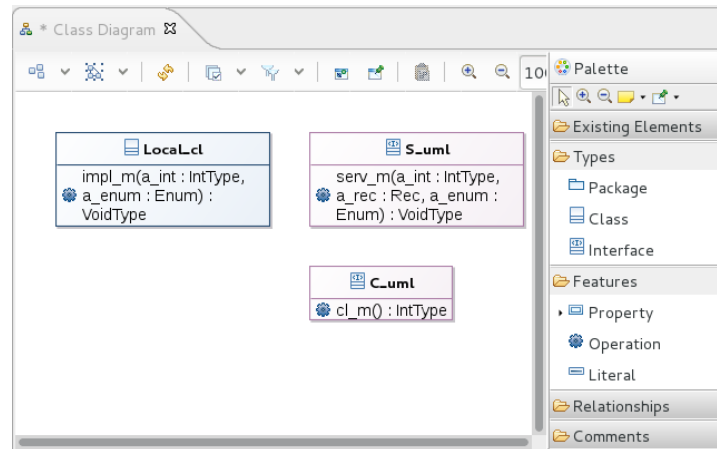 * Class Diagram
10
Palette
Existing Elements
Types
Package
Class
Interface
Features
Property
Operation
Literal
Relationships
Comments
Local_cl
impl_m(a_int : IntType,
a_enum : Enum) :
VoidType
S_uml
serv_m(a_int : IntType,
a_rec : Rec, a_enum :
Enum) : VoidType
C_uml
cl_m() : IntType